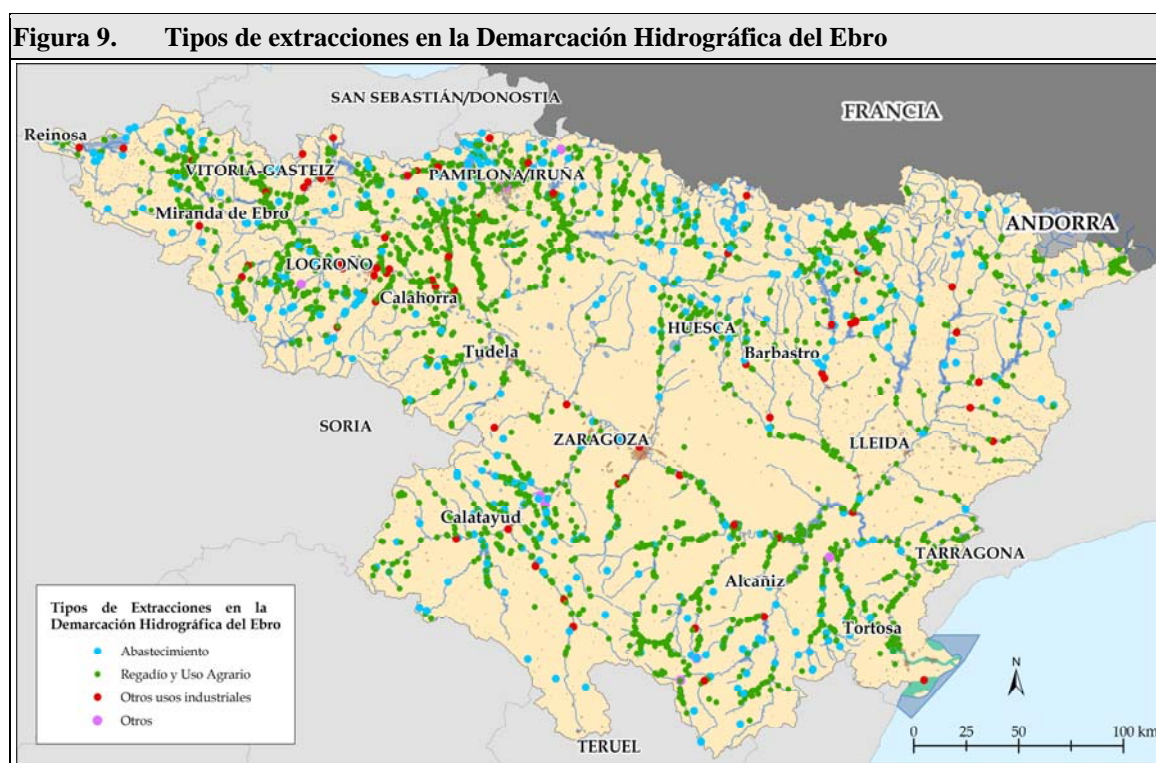 Figura 9. Tipos de extracciones en la Demarcación Hidrográfica del Ebro
SAN SEBASTIÁN/DONOSTIA
FRANCIA
Reinosa
VITORIA-GASTEIZ
PAMPLONA/IRUÑA
Miranda de Ebro
ANDORRA
LOGROÑO
Calahorra
HUESCA
Tudela
Barbastro
SORIA
ZARAGOZA
LLEIDA
Calatayud
TARRAGONA
Alcañiz
Tortosa
TERUEL
Tipos de Extracciones en la
Demarcación Hidrográfica del Ebro
Abastecimiento
Regadío y Uso Agrario
Otros usos industriales
Otros
N
0 25 50 100 km